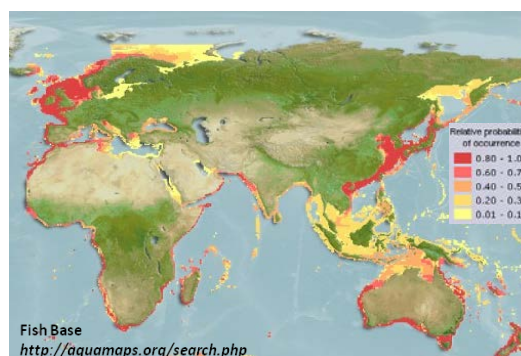 Relative probability
of occurrence
0.80 - 1.0
0.60 - 0.7
0.40 - 0.5
0.20 - 0.3
0.01 - 0.1
Fish Base
http://aquamaps.org/search.php